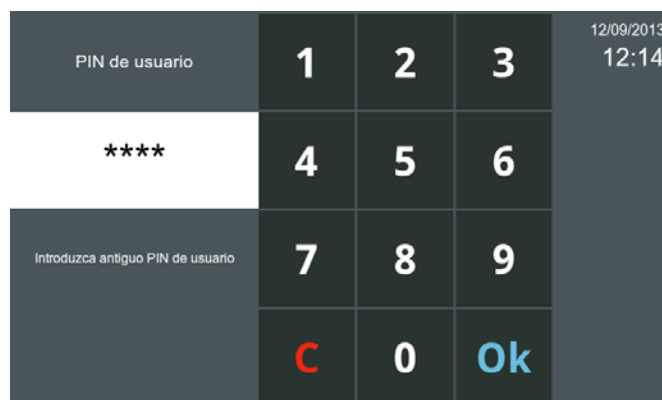 PIN de usuario
1 2 3
12/09/2013
12:14
****
4 5 6
Introduzca antiguo PIN de usuario
7 8 9
C 0 Ok